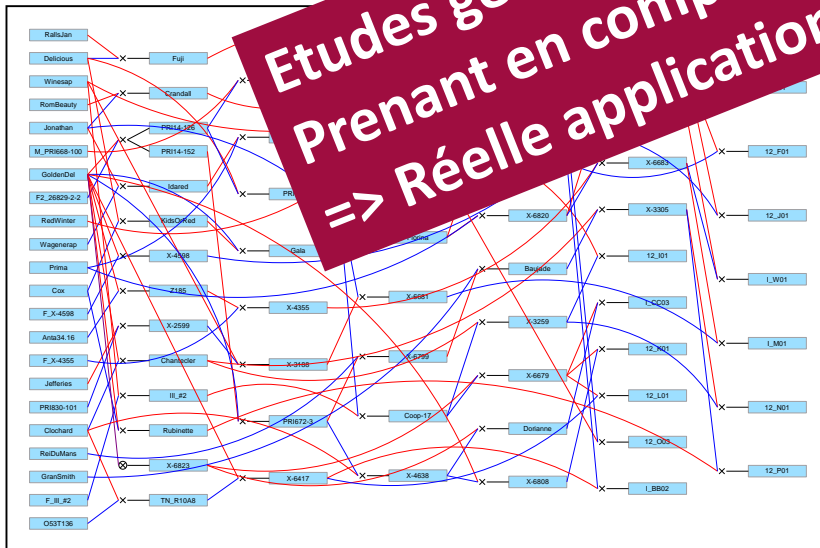 RallsJan
Delicious
Winesap
RomBeauty
Jonathan
M_PRI668-100
GoldenDel
F2_26829-2-2
RedWinter
Wagenerap
Prima
Cox
F_X-4598
Anta34.16
F_X-4355
Jefferies
PRI830-101
Clochard
ReiDuMans
GranSmith
F_III_#2
O53T136
Fuji
Crandall
PRI14-126
PRI14-152
Idared
KidsOrRed
X-4598
Z185
X-2599
Chantecler
III_#2
Rubinette
X-6823
TN_R10A8
Gala
X-4355
X-3188
PRI672-3
X-6417
X-6681
X-6799
Coop-17
X-4638
X-6820
Baujade
X-3259
X-6679
Dorianne
X-6808
X-6683
X-3305
12_I01
I_CC03
12_K01
12_L01
12_O03
I_BB02
12_F01
12_J01
I_W01
I_M01
12_N01
12_P01
Etudes
Prenant en
=> Réelle application